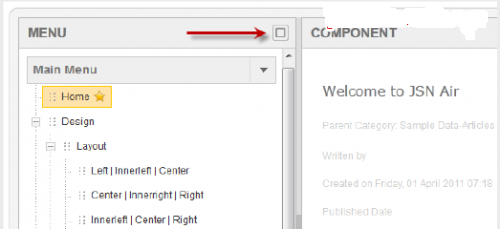 MENU
COMPONENT
Main Menu
Home
Welcome to JSN Air
Design
Parent Category: Sample Data-Articles
Layout
Written by
Left | Innerleft | Center
Created on Friday, 01 April 2011 07:18
Center | Innerright | Right
Published Date
Innerleft | Center | Right